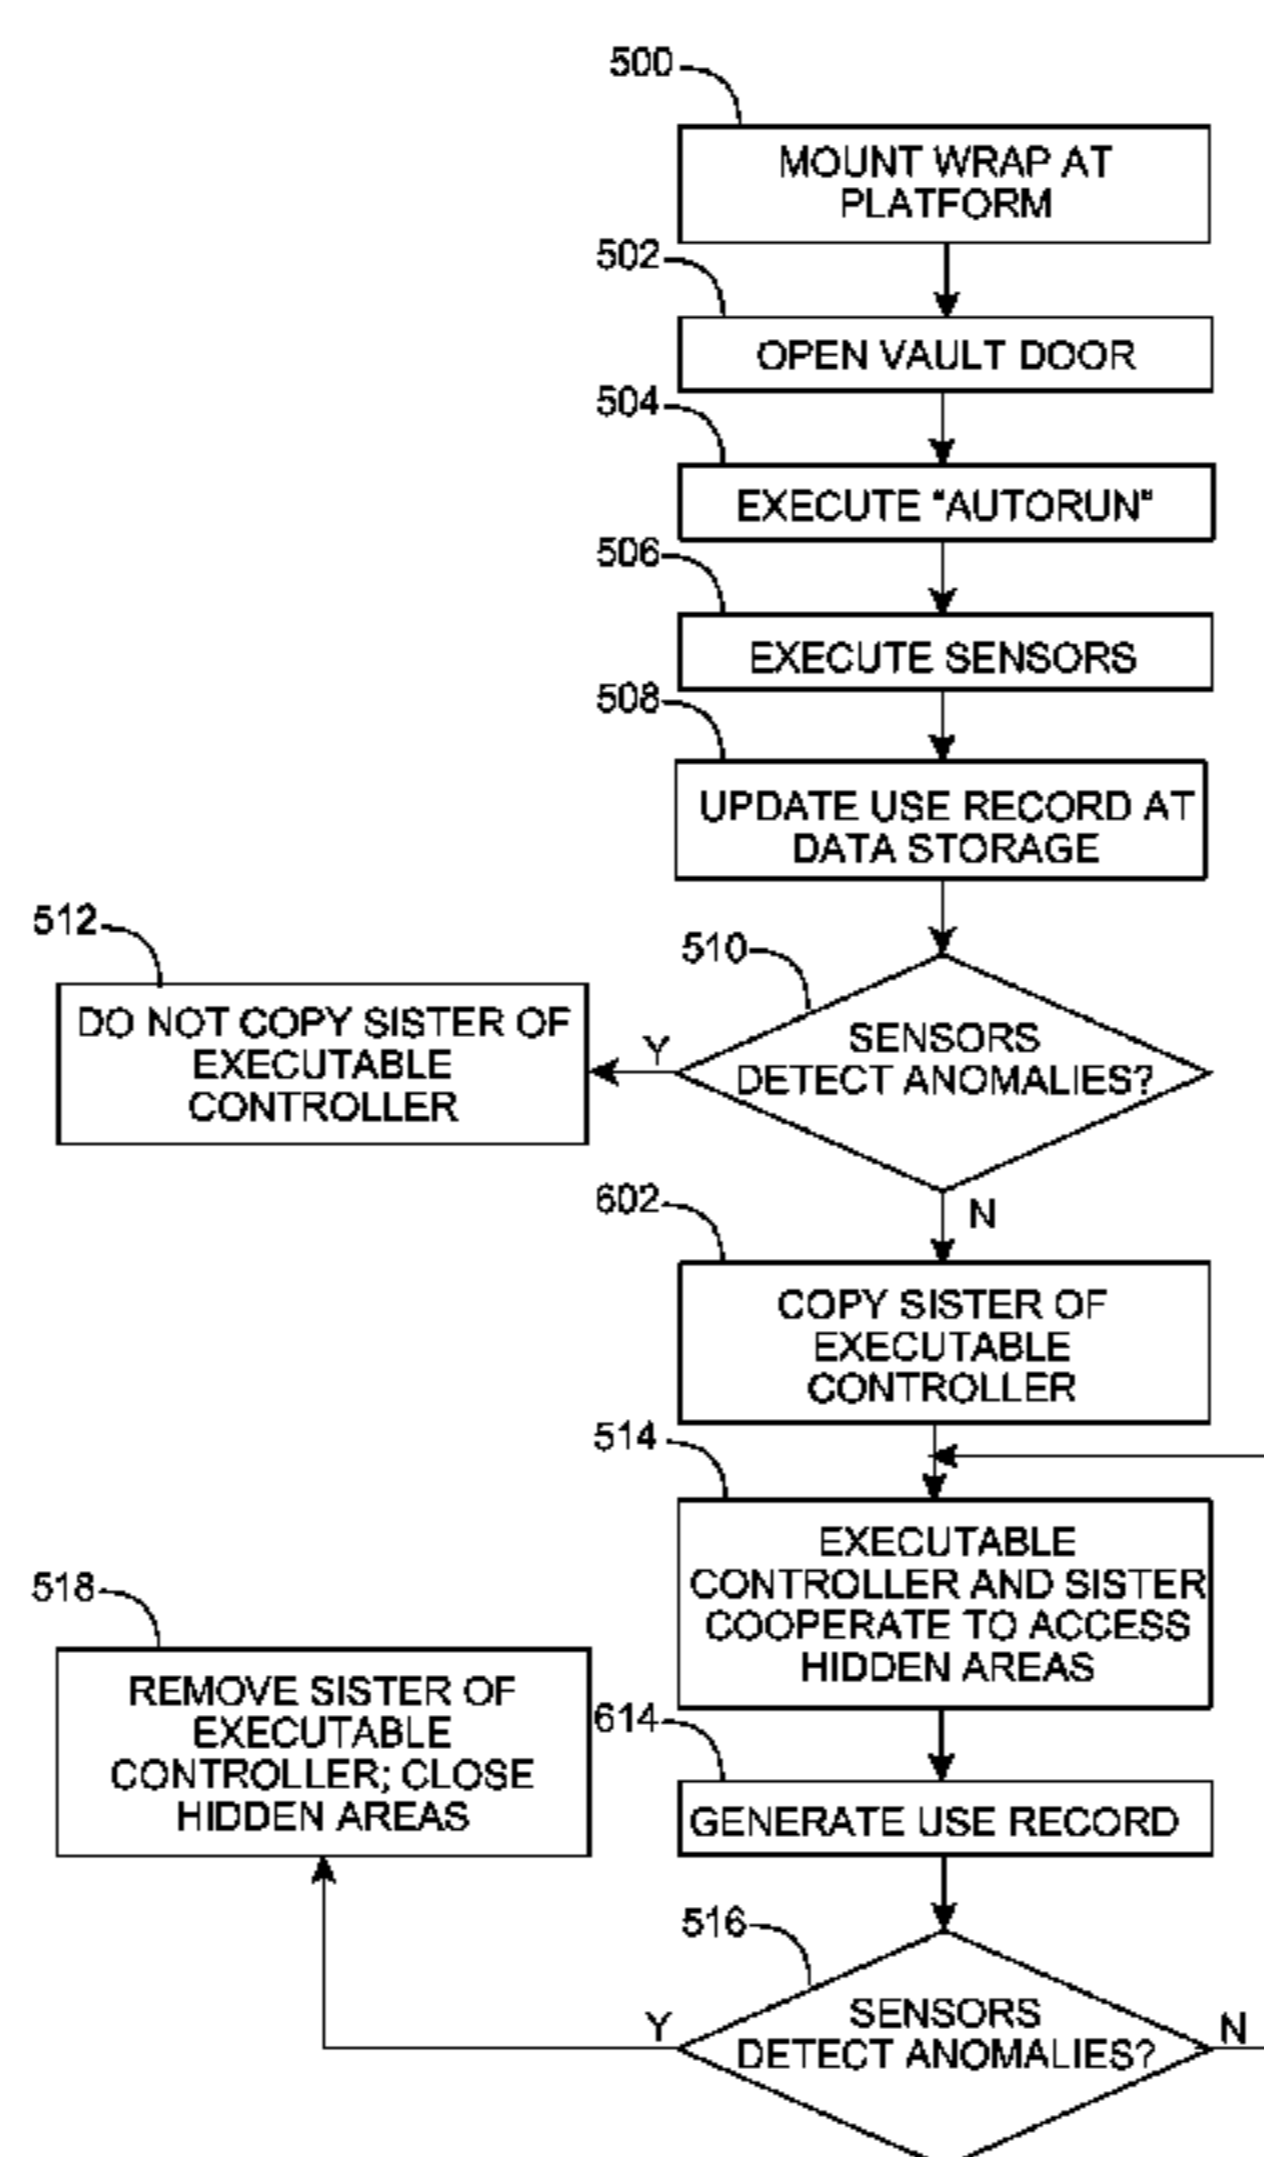 500
MOUNT WRAP AT
PLATFORM
502
OPEN VAULT DOOR
504
EXECUTE "AUTORUN"
506
EXECUTE SENSORS
508
UPDATE USE RECORD AT
DATA STORAGE
510
SENSORS
DETECT ANOMALIES?
Y
512
DO NOT COPY SISTER OF
EXECUTABLE
CONTROLLER
N
602
COPY SISTER OF
EXECUTABLE
CONTROLLER
514
EXECUTABLE
CONTROLLER AND SISTER
COOPERATE TO ACCESS
HIDDEN AREAS
614
GENERATE USE RECORD
516
SENSORS
DETECT ANOMALIES?
Y
N
518
REMOVE SISTER OF
EXECUTABLE
CONTROLLER; CLOSE
HIDDEN AREAS